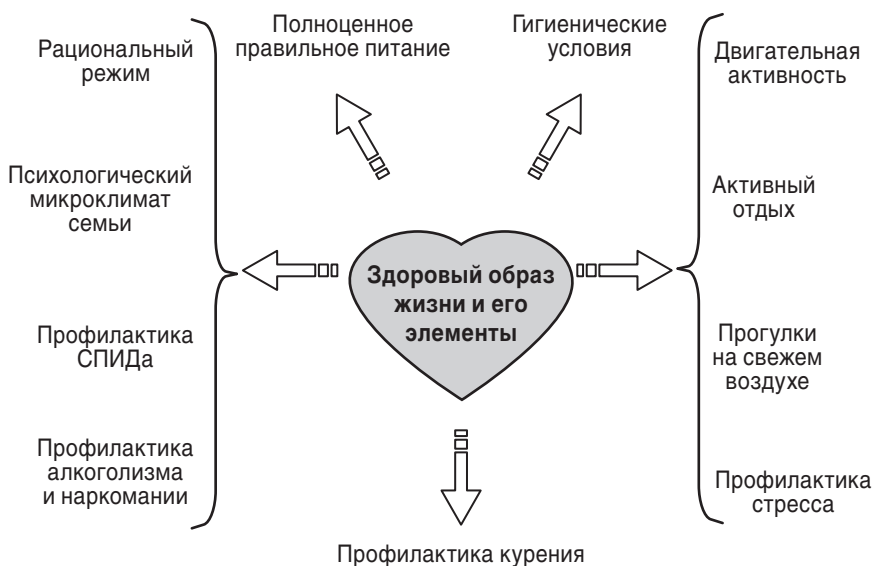 Рациональный
режим
Полноценное
правильное питание
Гигиенические
условия
Двигательная
активность
Психологический
микроклимат
семьи
Активный
отдых
Здоровый образ
жизни и его
элементы
Профилактика
СПИДа
Прогулки
на свежем
воздухе
Профилактика
алкоголизма
и наркомании
Профилактика
стресса
Профилактика курения